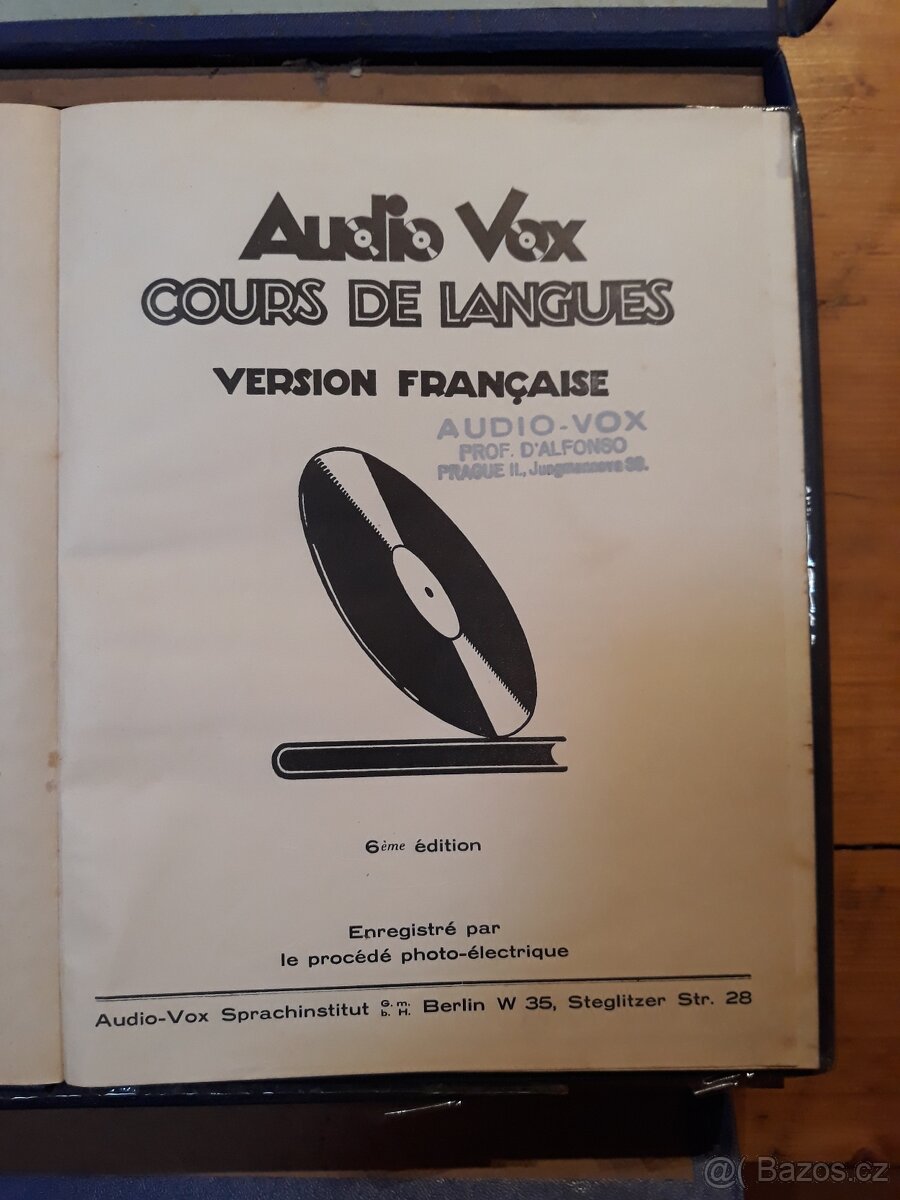 Audio Vox
COURS DE LANGUES
VERSION FRANÇAISE
AUDIO-VOX
PROF. D'ALFONSO
PRAGUE II., Jungmannova
6ème édition
Enregistré par
le procédé photo-électrique
Audio-Vox Sprachinstitut G. m. b. H. Berlin W 35, Steglitzer Str. 28
@( Bazos.cz